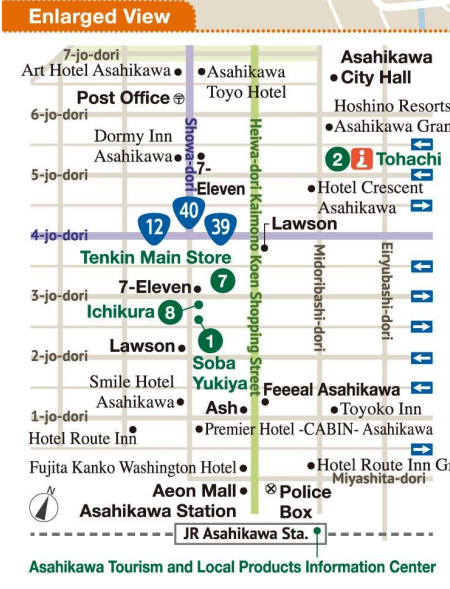 Enlarged View
7-jo-dori
Art Hotel Asahikawa
Asahikawa
Toyo Hotel
Asahikawa
City Hall
Post Office
6-jo-dori
Hoshino Resorts
Asahikawa Gran
Dormy Inn
Asahikawa
7-
Eleven
2 i Tohachi
5-jo-dori
Hotel Crescent
Asahikawa
Showa-dori
Heiwa-dori Kaimono Koen Shopping Street
40
12
39
Lawson
4-jo-dori
Tenkin Main Store
7
Midoribashi-dori
Einyubashi-dori
7-Eleven
3-jo-dori
Ichikura 8
1
Soba
Yukiya
Lawson
2-jo-dori
Smile Hotel
Asahikawa
Feeeal Asahikawa
Ash
Toyoko Inn
1-jo-dori
Premier Hotel -CABIN- Asahikawa
Hotel Route Inn
Fujita Kanko Washington Hotel
Hotel Route Inn Gr
Miyashita-dori
Aeon Mall
Asahikawa Station
Police
Box
JR Asahikawa Sta.
Asahikawa Tourism and Local Products Information Center